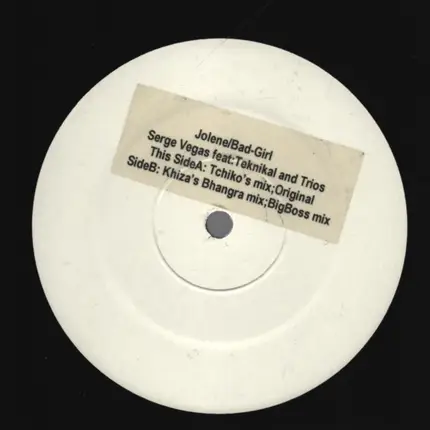 Jolene/Bad-Girl
Serge Vegas feat:Teknikal and Trios
This SideA: Tchiko's mix;Original
SideB: Khiza's Bhangra mix;BigBoss mix